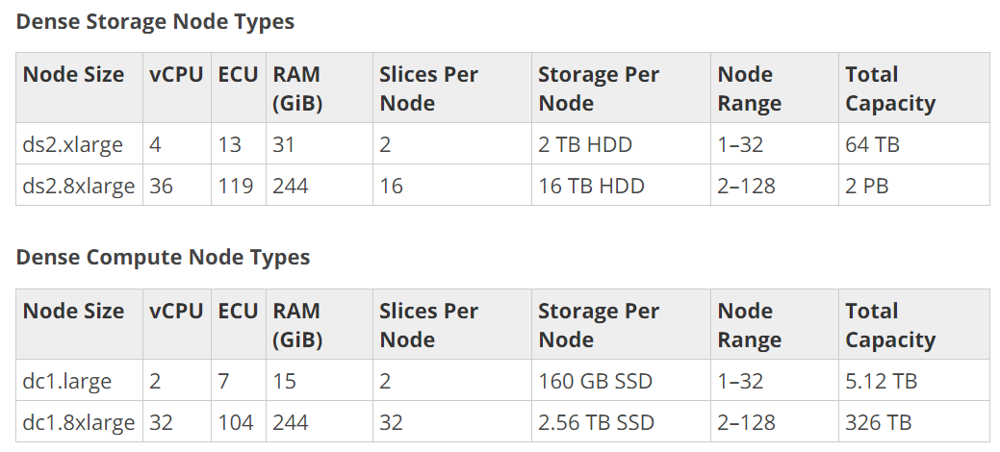 Dense Storage Node Types
Node Size vCPU ECU RAM (GiB) Slices Per Node Storage Per Node Node Range Total Capacity
ds2.xlarge 4 13 31 2 2 TB HDD 1–32 64 TB
ds2.8xlarge 36 119 244 16 16 TB HDD 2–128 2 PB
Dense Compute Node Types
Node Size vCPU ECU RAM (GiB) Slices Per Node Storage Per Node Node Range Total Capacity
dc1.large 2 7 15 2 160 GB SSD 1–32 5.12 TB
dc1.8xlarge 32 104 244 32 2.56 TB SSD 2–128 326 TB